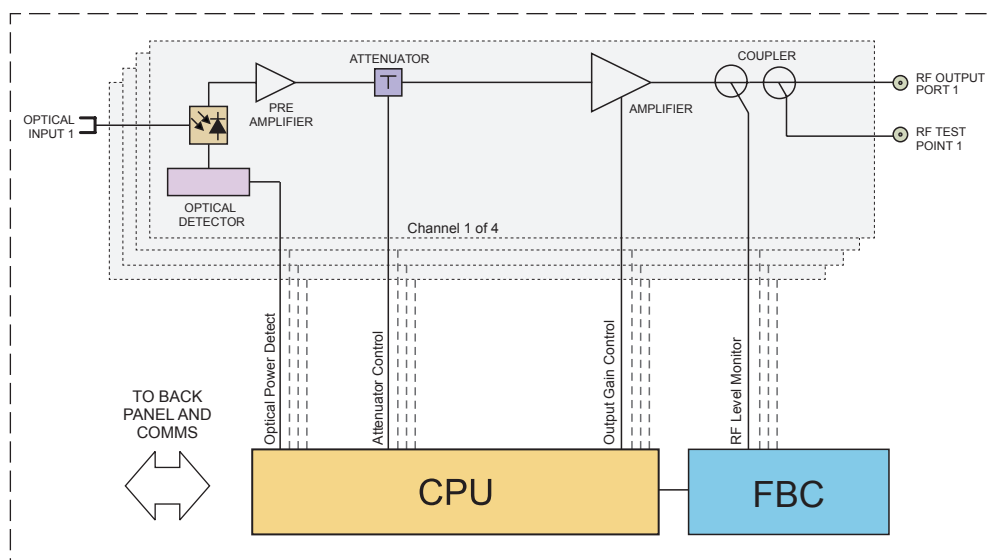 ATTENUATOR
COUPLER
OPTICAL
INPUT 1
PRE
AMPLIFIER
T
AMPLIFIER
RF OUTPUT
PORT 1
RF TEST
POINT 1
OPTICAL
DETECTOR
Channel 1 of 4
Optical Power Detect
Attenuator Control
Output Gain Control
RF Level Monitor
TO BACK
PANEL AND
COMMS
CPU
FBC